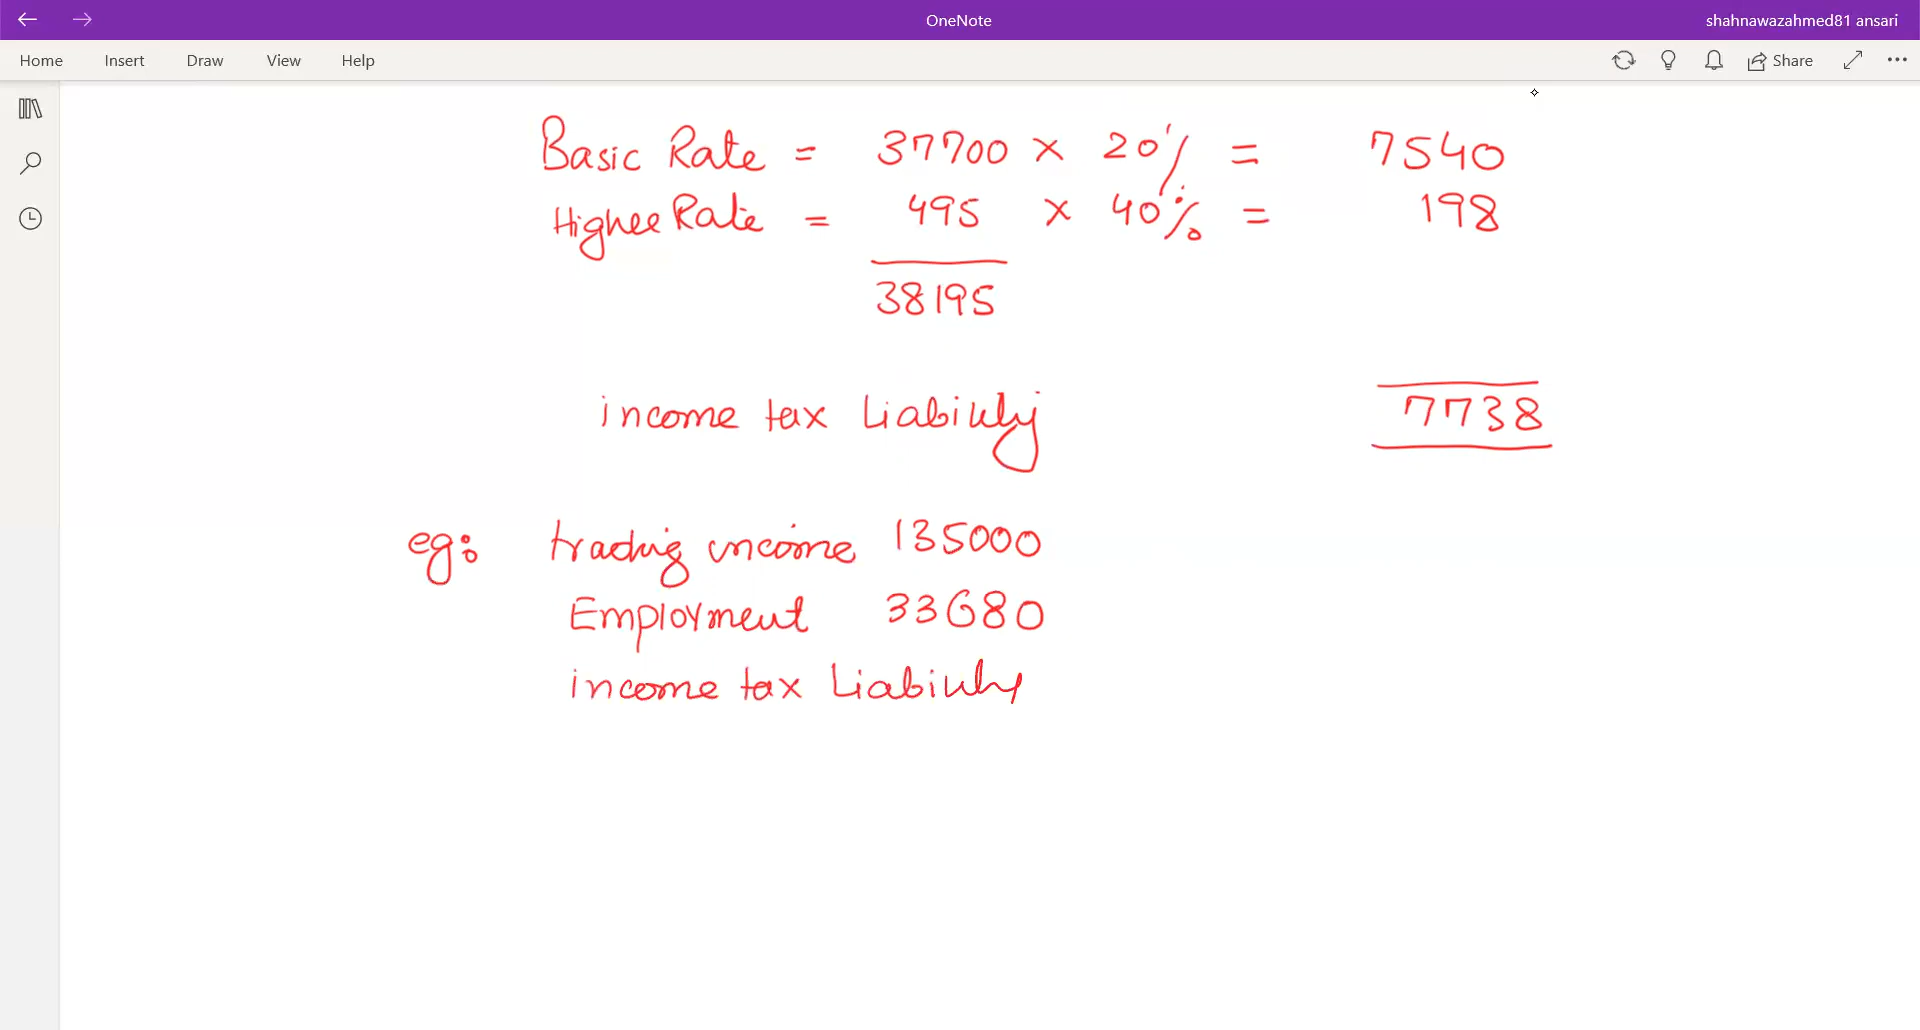 OneNote
shahnawazahmed81 ansari
Home Insert Draw View Help Share
Basic Rate = 37700 × 20% = 7540
Higher Rate = 495 × 40% = 198
38195
income tax Liability 7738
eg: trading income 135000
Employment 33680
income tax Liability